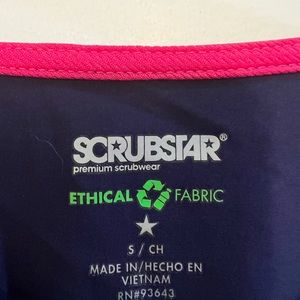 SCRUBSTAR®
premium scrubwear
ETHICAL FABRIC
S / CH
MADE IN/HECHO EN
VIETNAM
RN#93643